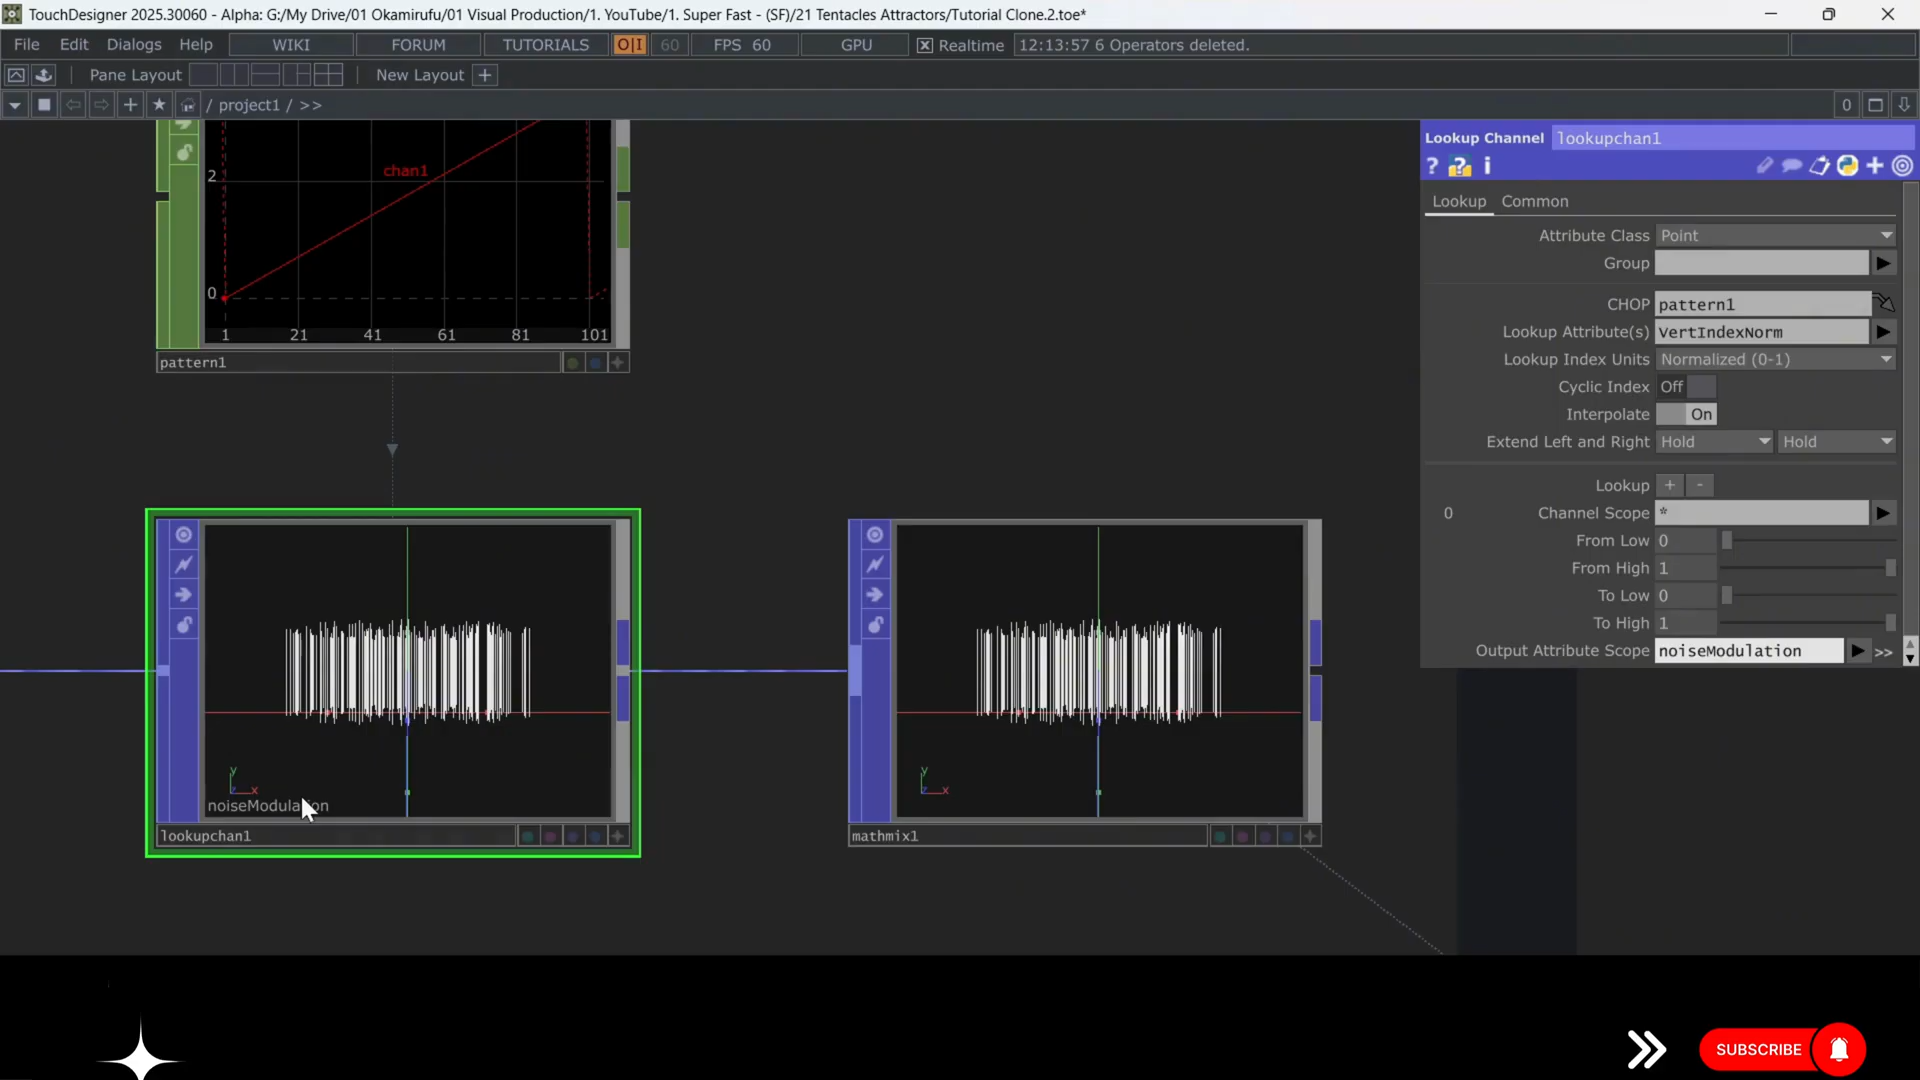 TouchDesigner 2025.30060 - Alpha: G:/My Drive/01 Okamirufu/01 Visual Production/1. YouTube/1. Super Fast - (SF)/21 Tentacles Attractors/Tutorial Clone.2.toe*
File Edit Dialogs Help WIKI FORUM TUTORIALS O|I 60 FPS 60 GPU X Realtime 12:13:57 6 Operators deleted.
Pane Layout New Layout +
/ project1 / >> 0
Lookup Channel lookupchan1
? ? i
Lookup Common
Attribute Class Point
Group
CHOP pattern1
Lookup Attribute(s) VertIndexNorm
Lookup Index Units Normalized (0-1)
Cyclic Index Off
Interpolate On
Extend Left and Right Hold Hold
Lookup + -
0 Channel Scope *
From Low 0
From High 1
To Low 0
To High 1
Output Attribute Scope noiseModulation >>
chan1
2
0
1 21 41 61 81 101
pattern1
y
x
noiseModulation
lookupchan1
y
x
mathmix1
SUBSCRIBE